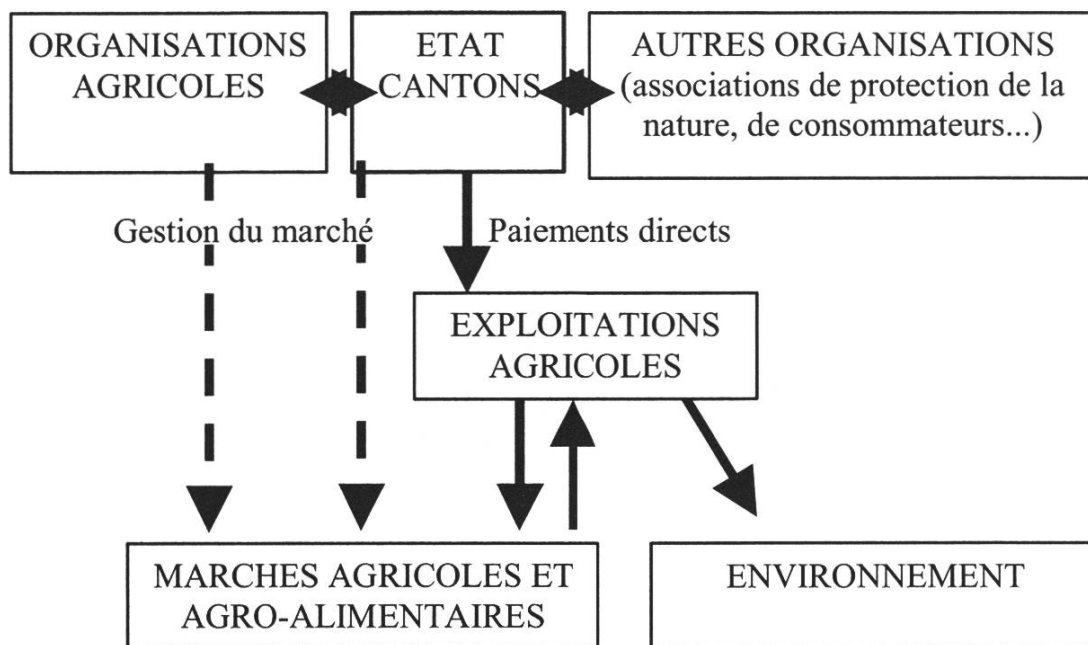 ORGANISATIONS
AGRICOLES
ETAT
CANTONS
AUTRES ORGANISATIONS
(associations de protection de la
nature, de consommateurs...)
Gestion du marché
Paiements directs
EXPLOITATIONS
AGRICOLES
MARCHES AGRICOLES ET
AGRO-ALIMENTAIRES
ENVIRONNEMENT